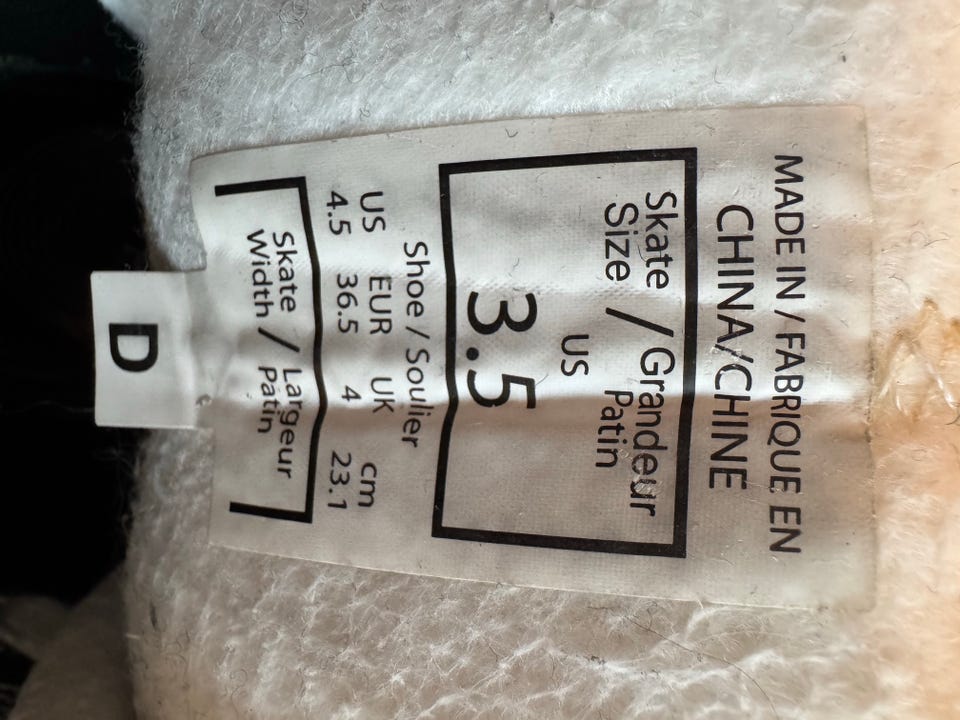 MADE IN / FABRIQUE EN
CHINA/CHINE
Skate / Grandeur
Size / Patin
US
3.5
Shoe / Soulier
US EUR UK cm
4.5 36.5 4 23.1
Skate / Largeur
Width / Patin
D